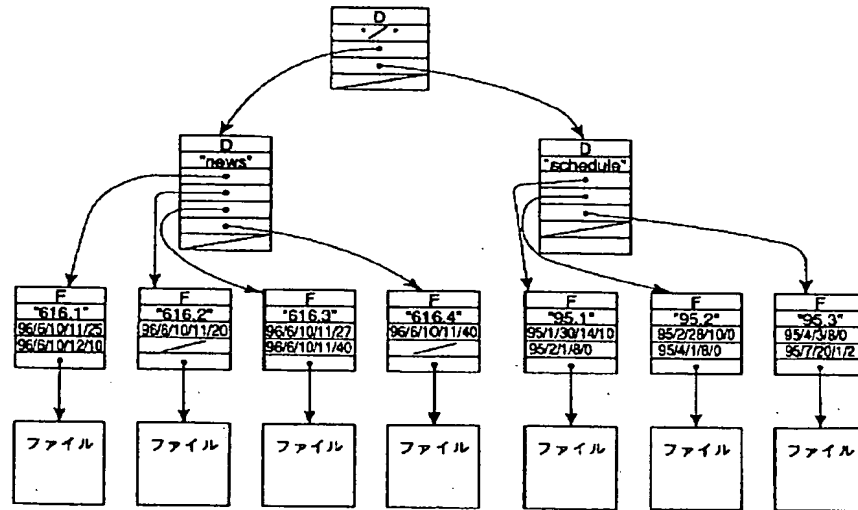 D
"/"
D
"news"
D
"schedule"
F
"616.1"
96/6/10/11/25
96/6/10/12/10
F
"616.2"
96/6/10/11/20
F
"616.3"
96/6/10/11/27
96/6/10/11/40
F
"616.4"
96/6/10/11/40
F
"95.1"
95/1/30/14/10
95/2/1/8/0
F
"95.2"
95/2/28/10/0
95/4/1/8/0
F
"95.3"
95/4/3/8/0
95/7/20/1/2
ファイル
ファイル
ファイル
ファイル
ファイル
ファイル
ファイル